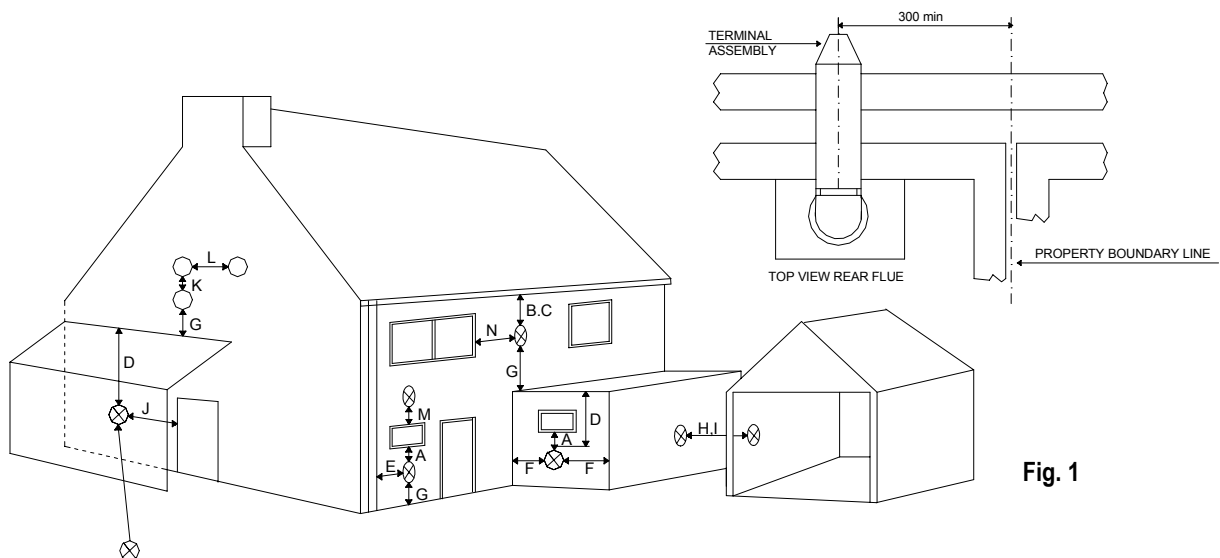 300 min
TERMINAL
ASSEMBLY
PROPERTY BOUNDARY LINE
TOP VIEW REAR FLUE
L
K
G
D
J
B.C
N
G
M
A
E
G
D
A
F
F
H,I
Fig. 1